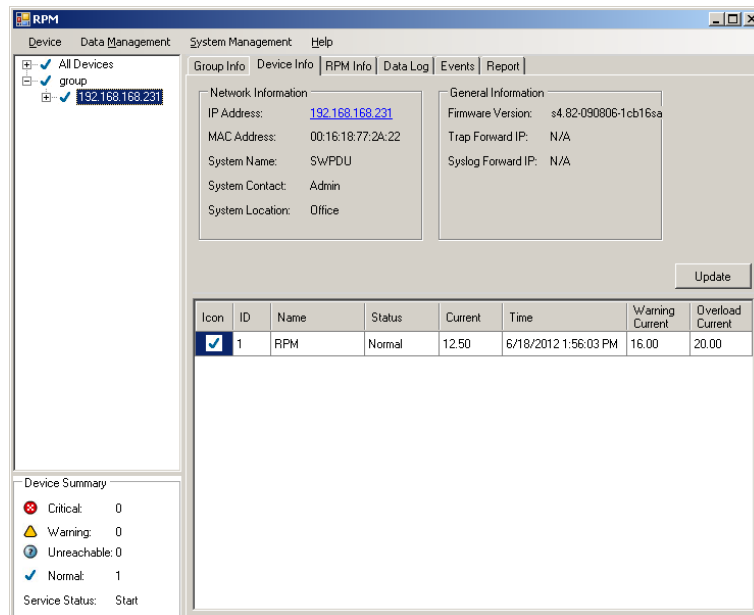 RPM
Device Data Management System Management Help
All Devices
group
192.168.168.231
Group Info Device Info RPM Info Data Log Events Report
Network Information
IP Address: 192.168.168.231
MAC Address: 00:16:18:77:2A:22
System Name: SWPDU
System Contact: Admin
System Location: Office
General Information
Firmware Version: s4.82-090806-1cb16sa
Trap Forward IP: N/A
Syslog Forward IP: N/A
Update
Icon ID Name Status Current Time Warning Current Overload Current
1 RPM Normal 12.50 6/18/2012 1:56:03 PM 16.00 20.00
Device Summary
Critical: 0
Warning: 0
Unreachable: 0
Normal: 1
Service Status: Start